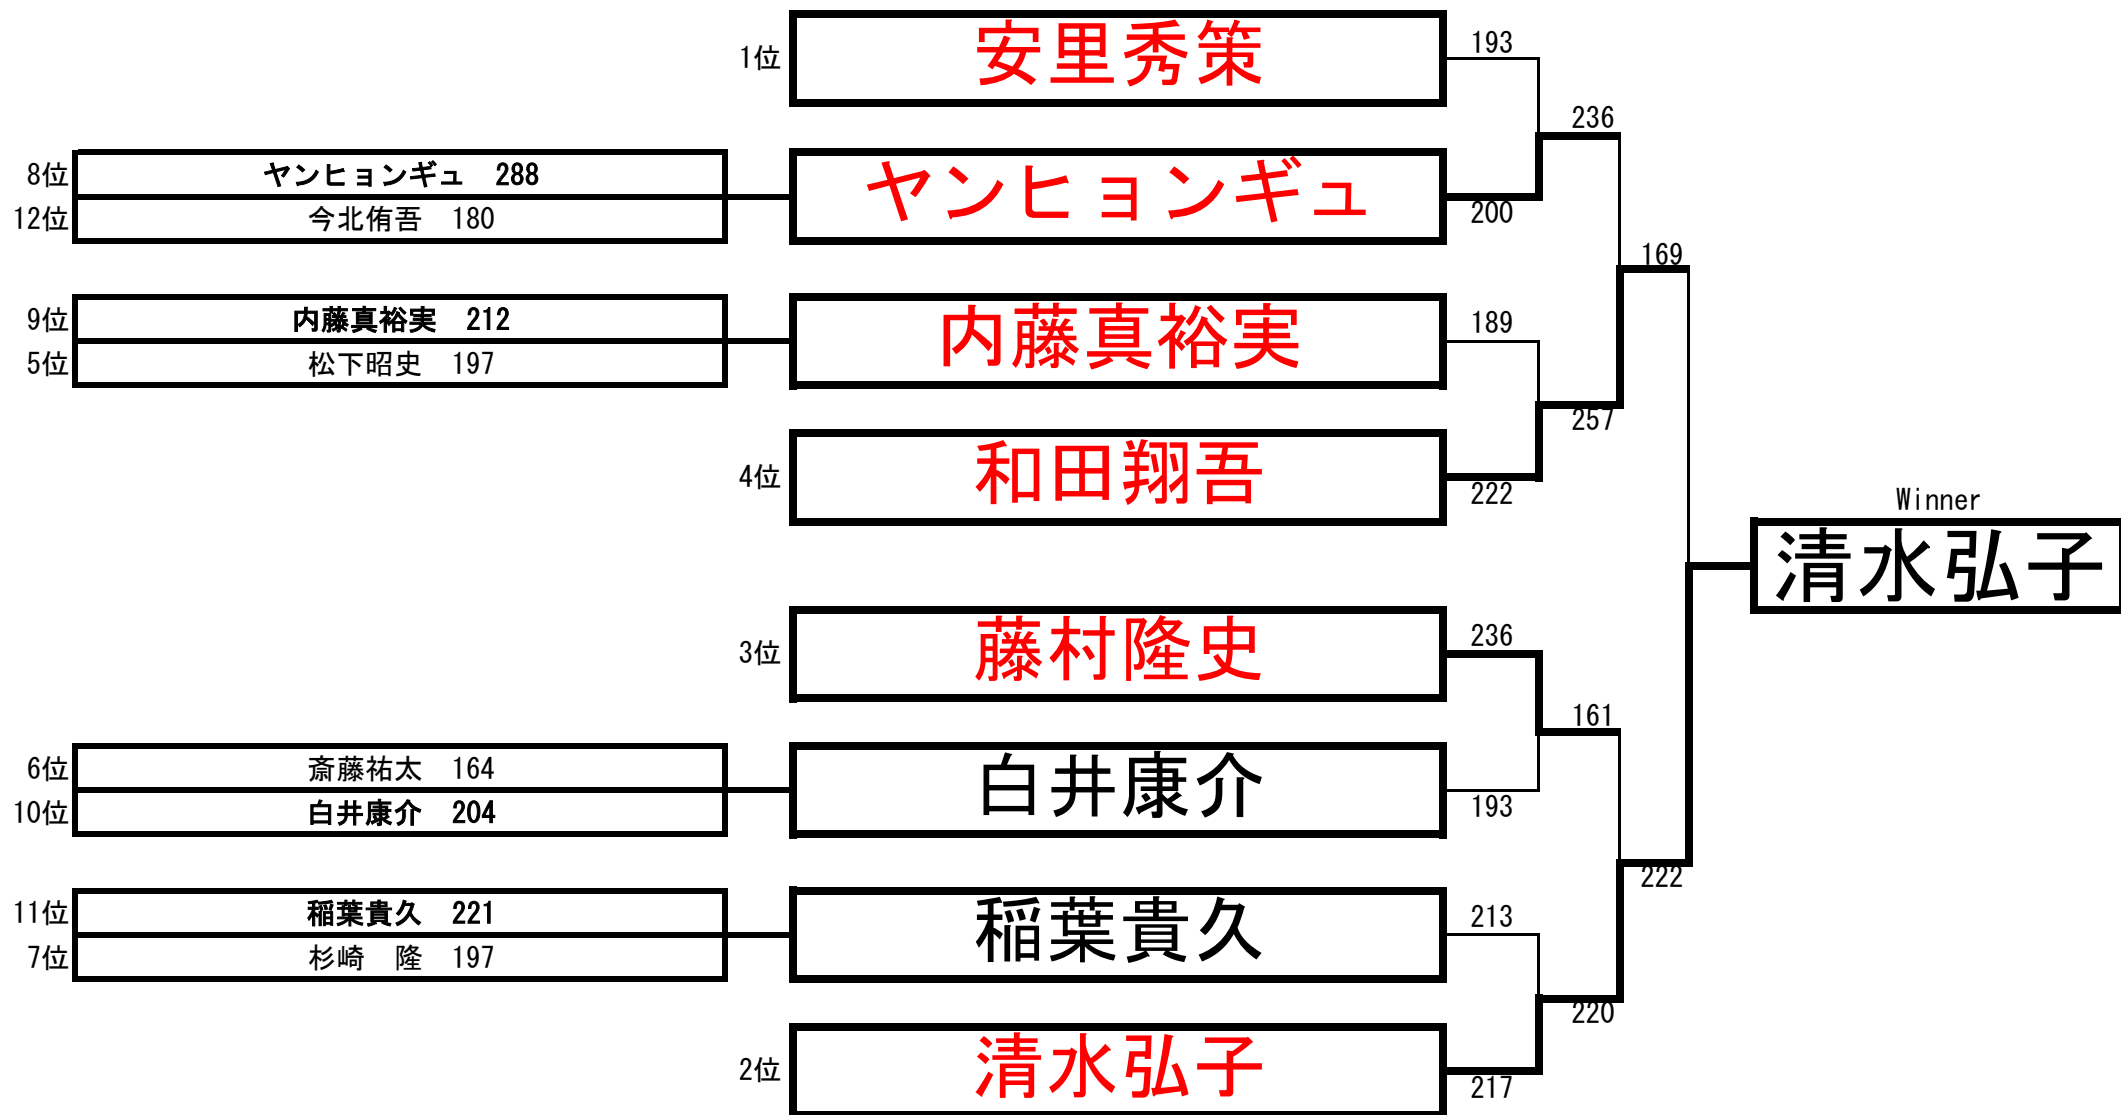 1位 安里秀策 193
236
8位 ヤンヒョンギュ　288
12位 今北侑吾　180
ヤンヒョンギュ 200
169
9位 内藤真裕実　212
5位 松下昭史　197
内藤真裕実 189
257
4位 和田翔吾 222
Winner
清水弘子
3位 藤村隆史 236
161
6位 斎藤祐太　164
10位 白井康介　204
白井康介 193
222
11位 稲葉貴久　221
7位 杉崎　隆　197
稲葉貴久 213
220
2位 清水弘子 217